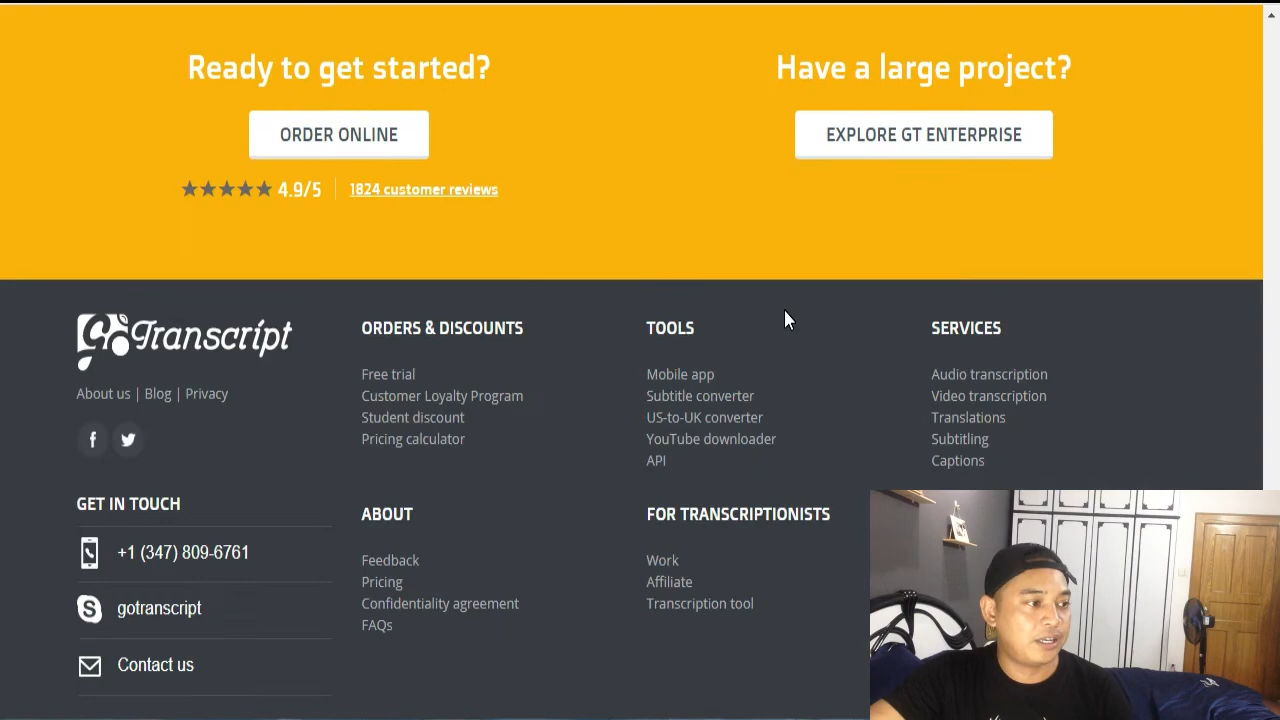 Ready to get started?
ORDER ONLINE
4.9/5 | 1824 customer reviews
Have a large project?
EXPLORE GT ENTERPRISE
GoTranscript
About us | Blog | Privacy
GET IN TOUCH
+1 (347) 809-6761
gotranscript
Contact us
ORDERS & DISCOUNTS
Free trial
Customer Loyalty Program
Student discount
Pricing calculator
ABOUT
Feedback
Pricing
Confidentiality agreement
FAQs
TOOLS
Mobile app
Subtitle converter
US-to-UK converter
YouTube downloader
API
FOR TRANSCRIPTIONISTS
Work
Affiliate
Transcription tool
SERVICES
Audio transcription
Video transcription
Translations
Subtitling
Captions